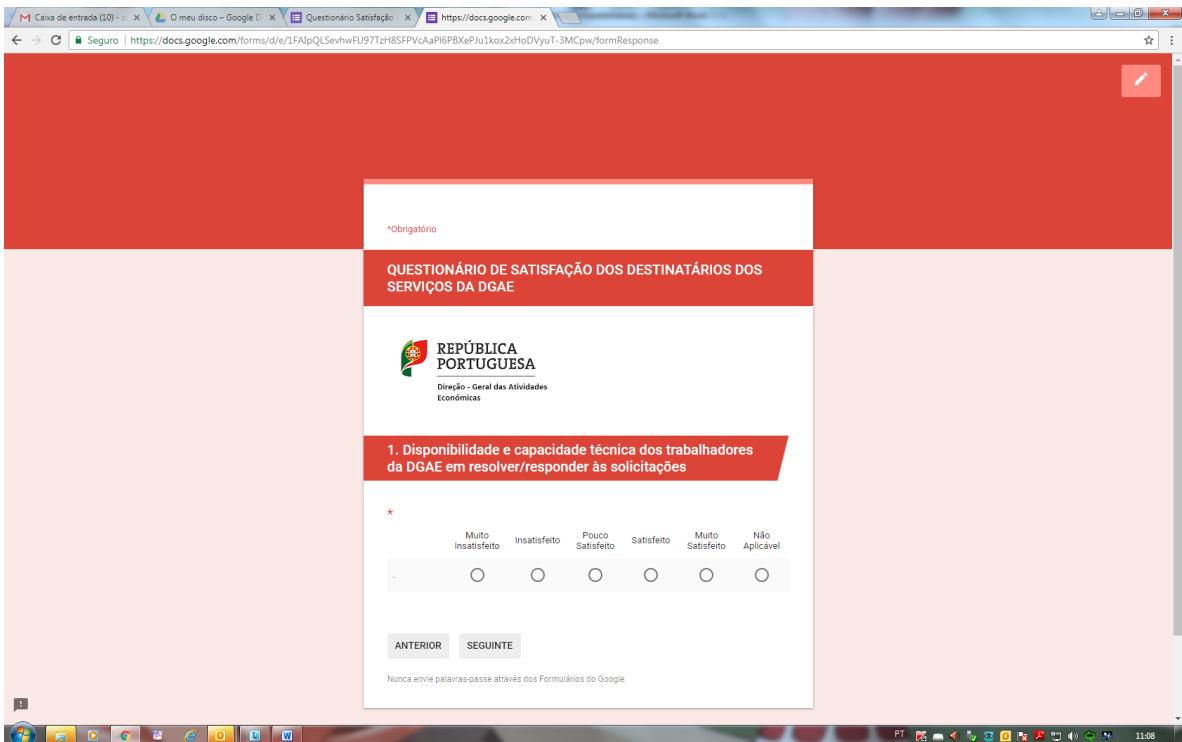 Caixa de entrada (10) - o
O meu disco – Google D
Questionário Satisfação
https://docs.google.com
Seguro | https://docs.google.com/forms/d/e/1FAIpQLSevhwFU97TzH8SFPVcAaPl6PBXePJu1kox2xHoDVyuT-3MCpw/formResponse
*Obrigatório
QUESTIONÁRIO DE SATISFAÇÃO DOS DESTINATÁRIOS DOS
SERVIÇOS DA DGAE
REPÚBLICA
PORTUGUESA
Direção - Geral das Atividades
Económicas
1. Disponibilidade e capacidade técnica dos trabalhadores
da DGAE em resolver/responder às solicitações
*
Muito Insatisfeito Insatisfeito Pouco Satisfeito Satisfeito Muito Satisfeito Não Aplicável
.
ANTERIOR SEGUINTE
Nunca envie palavras-passe através dos Formulários do Google.
PT 11:08